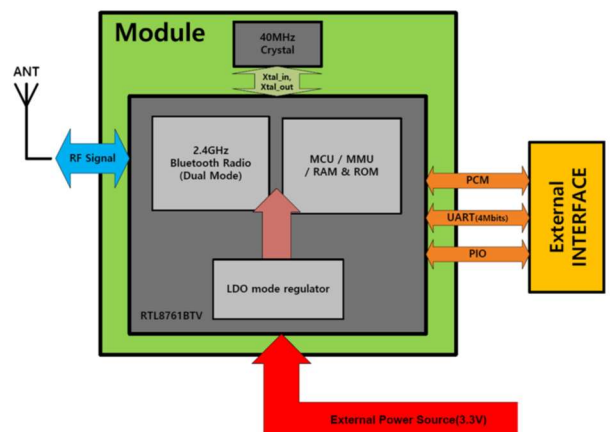 Module
40MHz
Crystal
ANT
Xtal_in,
Xtal_out
RF Signal
2.4GHz
Bluetooth Radio
(Dual Mode)
MCU / MMU
/ RAM & ROM
PCM
UART(4Mbits)
PIO
External
INTERFACE
LDO mode regulator
RTL8761BTV
External Power Source(3.3V)